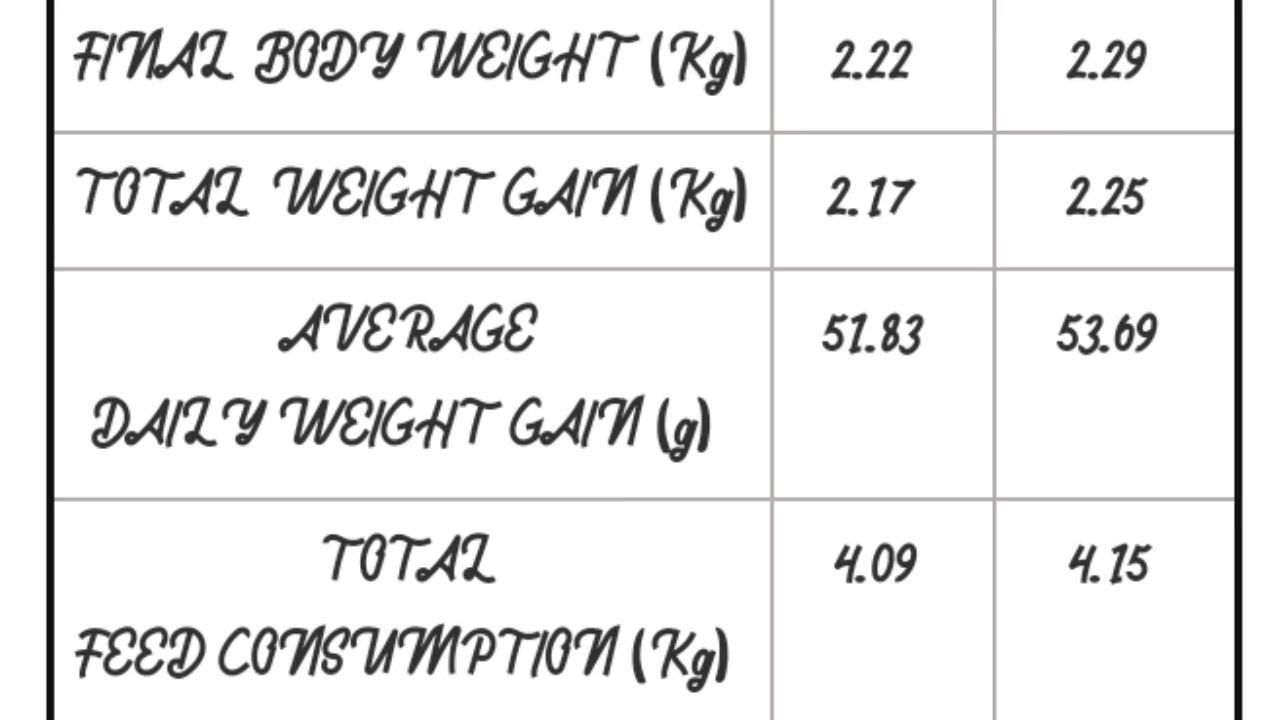 FINAL BODY WEIGHT (Kg) 2.22 2.29
TOTAL WEIGHT GAIN (Kg) 2.17 2.25
AVERAGE 51.83 53.69
DAILY WEIGHT GAIN (g)
TOTAL 4.09 4.15
FEED CONSUMPTION (Kg)